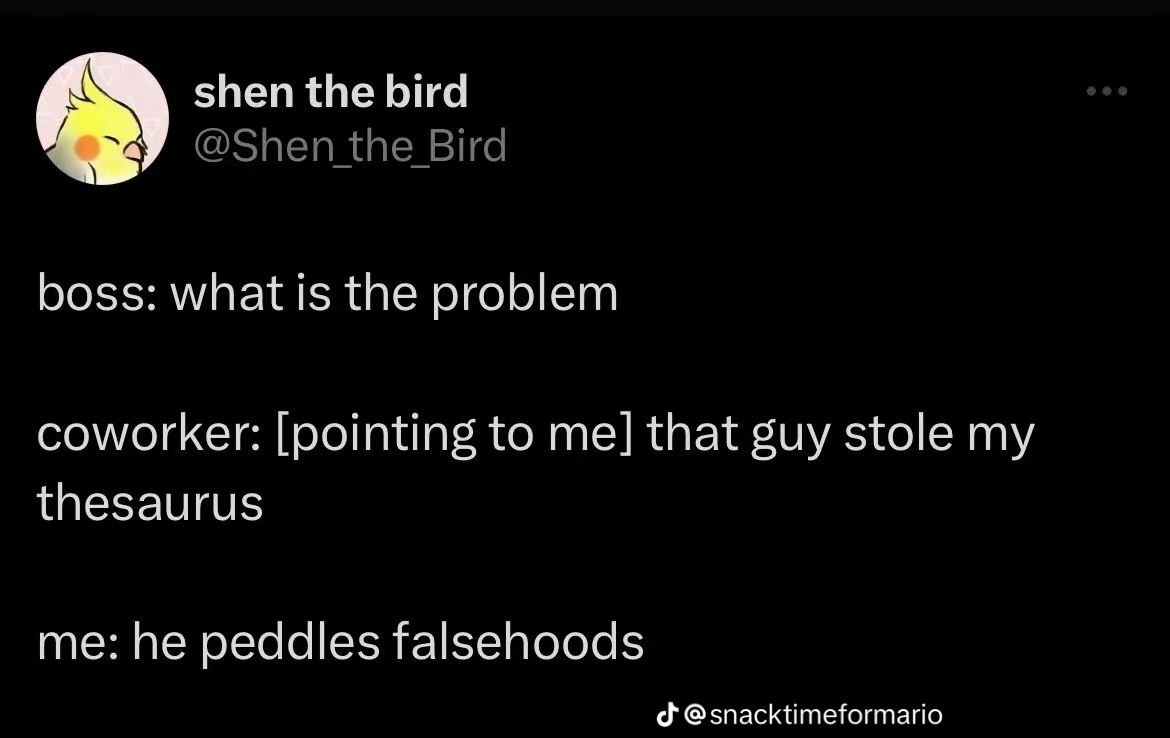 shen the bird
@Shen_the_Bird
boss: what is the problem
coworker: [pointing to me] that guy stole my
thesaurus
me: he peddles falsehoods
@snacktimeformario